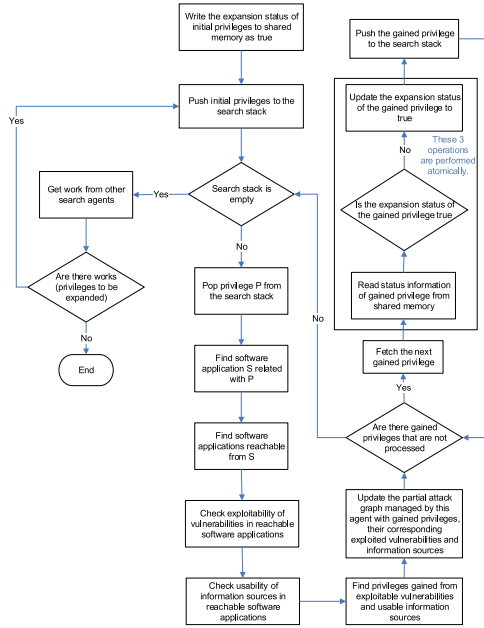 Write the expansion status of
initial privileges to shared
memory as true
Push initial privileges to the
search stack
Yes
Search stack is
empty
Yes
Get work from other
search agents
Are there works
(privileges to be
expanded)
No
End
No
Pop privilege P from
the search stack
Find software
application S related
with P
Find software
applications reachable
from S
Check exploitability of
vulnerabilities in reachable
software applications
Check usability of
information sources in
reachable software
applications
Find privileges gained from
exploitable vulnerabilities
and usable information
sources
Update the partial attack
graph managed by this
agent with gained privileges,
their corresponding
exploited vulnerabilities and
information sources
Are there gained
privileges that are not
processed
No
Yes
Fetch the next
gained privilege
Read status information
of gained privilege from
shared memory
Is the expansion status of
the gained privilege true
No
These 3
operations
are performed
atomically.
Update the expansion status
of the gained privilege to
true
Push the gained privilege
to the search stack